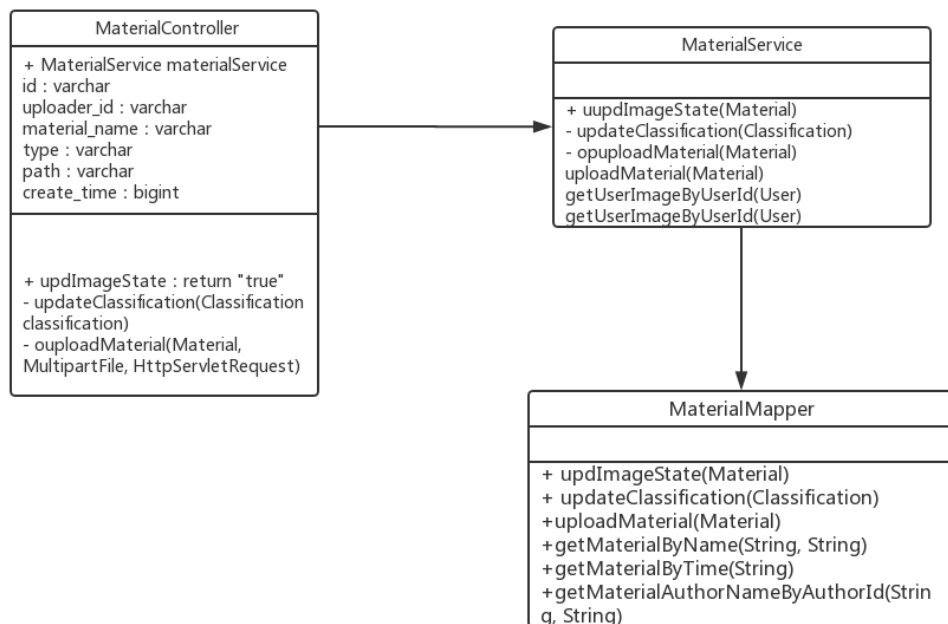 MaterialController
+ MaterialService materialService
id : varchar
uploader_id : varchar
material_name : varchar
type : varchar
path : varchar
create_time : bigint
+ updImageState : return "true"
- updateClassification(Classification
classification)
- ouploadMaterial(Material,
MultipartFile, HttpServletRequest)
MaterialService
+ uupdImageState(Material)
- updateClassification(Classification)
- opuploadMaterial(Material)
uploadMaterial(Material)
getUserImageByUserId(User)
getUserImageByUserId(User)
MaterialMapper
+ updImageState(Material)
+ updateClassification(Classification)
+uploadMaterial(Material)
+getMaterialByName(String, String)
+getMaterialByTime(String)
+getMaterialAuthorNameByAuthorId(Strin
g, String)